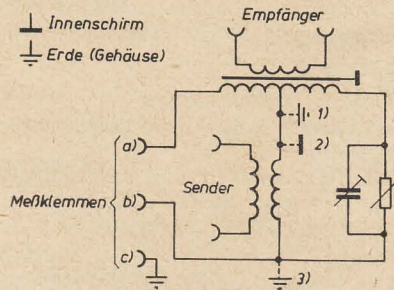 Innenschirm
Erde (Gehäuse)
Empfänger
1)
2)
a)
Meßklemmen
b)
Sender
c)
3)